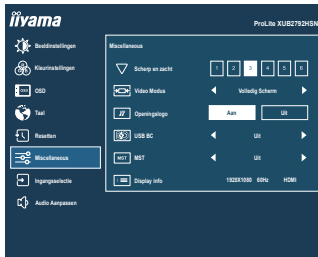 iiyama
ProLite XUB2792HSN
Beeldinstellingen
Kleurinstellingen
OSD
OSD
Taal
Resetten
Miscellaneous
Ingangsselectie
Audio Aanpassen
Miscellaneous
Scherp en zacht 1 2 3 4 5 6
Video Modus Volledig Scherm
Openingslogo Aan Uit
USB BC Uit
MST MST Uit
Display info 1920X1080 60Hz HDMI